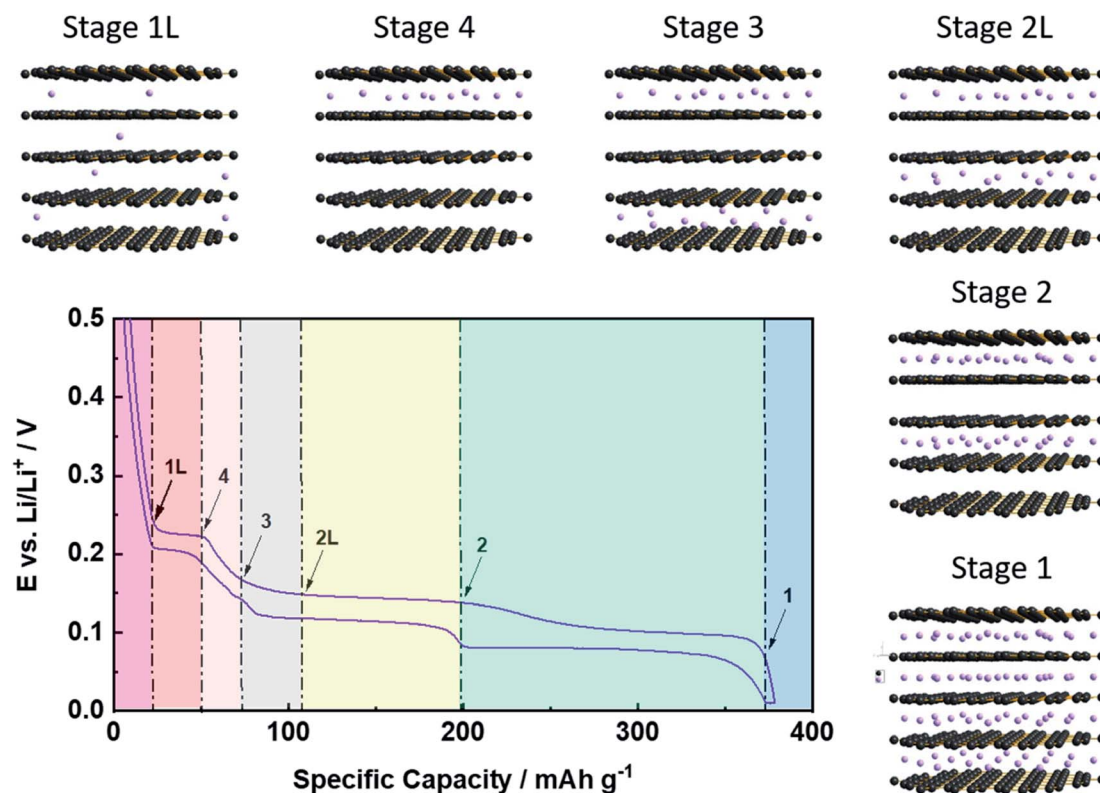 Stage 1L
Stage 4
Stage 3
Stage 2L
Stage 2
Stage 1
E vs. Li/Li⁺ / V
0.5
0.4
0.3
0.2
0.1
0.0
1L
4
3
2L
2
1
0
100
200
300
400
Specific Capacity / mAh g⁻¹